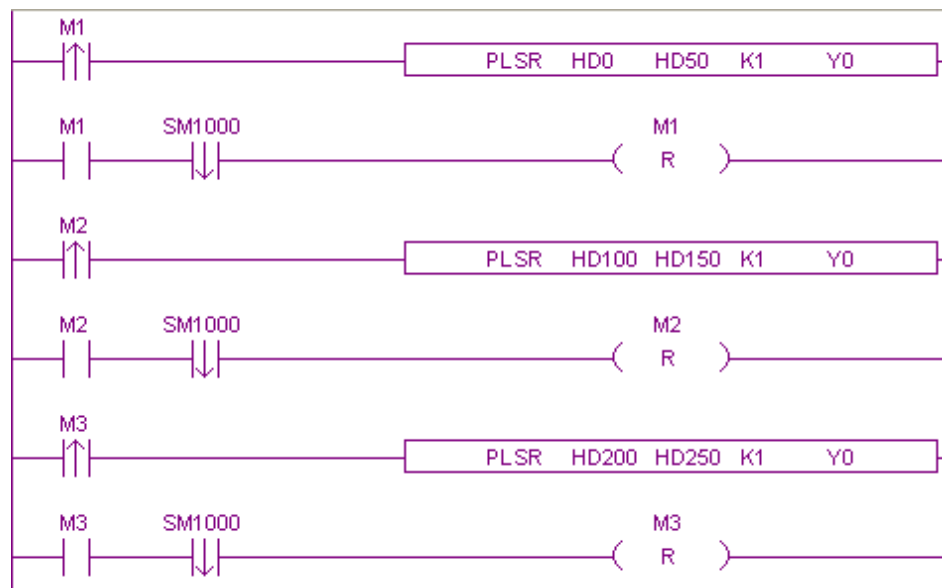 M1
PLSR HD0 HD50 K1 Y0
M1 SM1000 M1
R
M2
PLSR HD100 HD150 K1 Y0
M2 SM1000 M2
R
M3
PLSR HD200 HD250 K1 Y0
M3 SM1000 M3
R